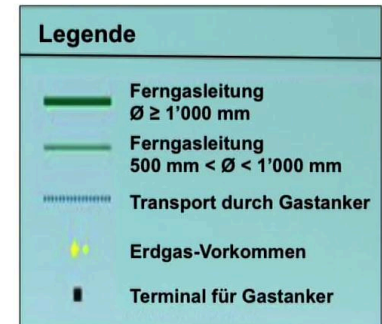 Legende
Ferngasleitung
Ø ≥ 1’000 mm
Ferngasleitung
500 mm < Ø < 1’000 mm
Transport durch Gastanker
Erdgas-Vorkommen
Terminal für Gastanker